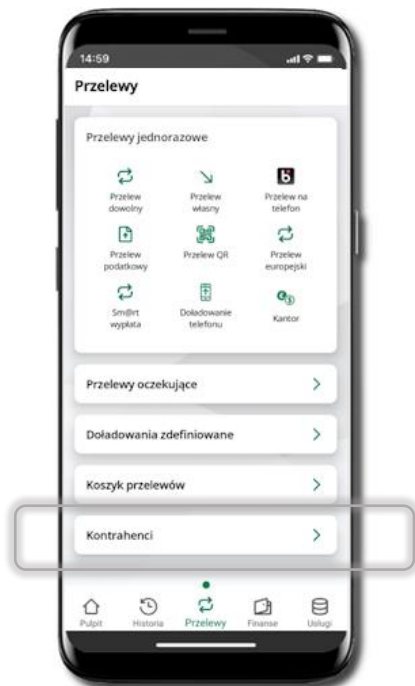 14:59
Przelewy
Przelewy jednorazowe
Przelew
dowolny
Przelew
własny
Przelew na
telefon
Przelew
podatkowy
Przelew QR
Przelew
europejski
Sm@rt
wypłata
Doładowanie
telefonu
Kantor
Przelewy oczekujące
Doładowania zdefiniowane
Koszyk przelewów
Kontrahenci
Pulpit
Historia
Przelewy
Finanse
Usługi